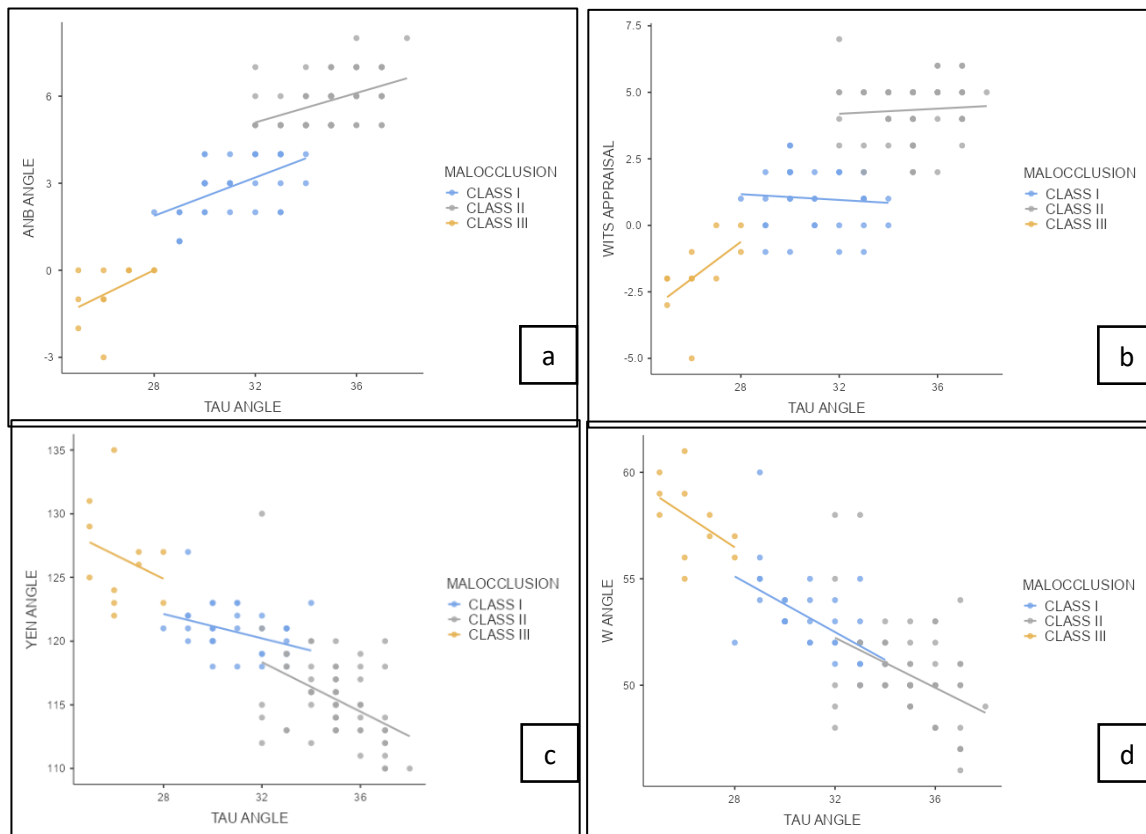 ANB ANGLE
6
3
0
-3
28
32
36
TAU ANGLE
MALOCCLUSION
CLASS I
CLASS II
CLASS III
a
WITS APPRAISAL
7.5
5.0
2.5
0.0
-2.5
-5.0
28
32
36
TAU ANGLE
MALOCCLUSION
CLASS I
CLASS II
CLASS III
b
YEN ANGLE
135
130
125
120
115
110
28
32
36
TAU ANGLE
MALOCCLUSION
CLASS I
CLASS II
CLASS III
c
W ANGLE
60
55
50
28
32
36
TAU ANGLE
MALOCCLUSION
CLASS I
CLASS II
CLASS III
d